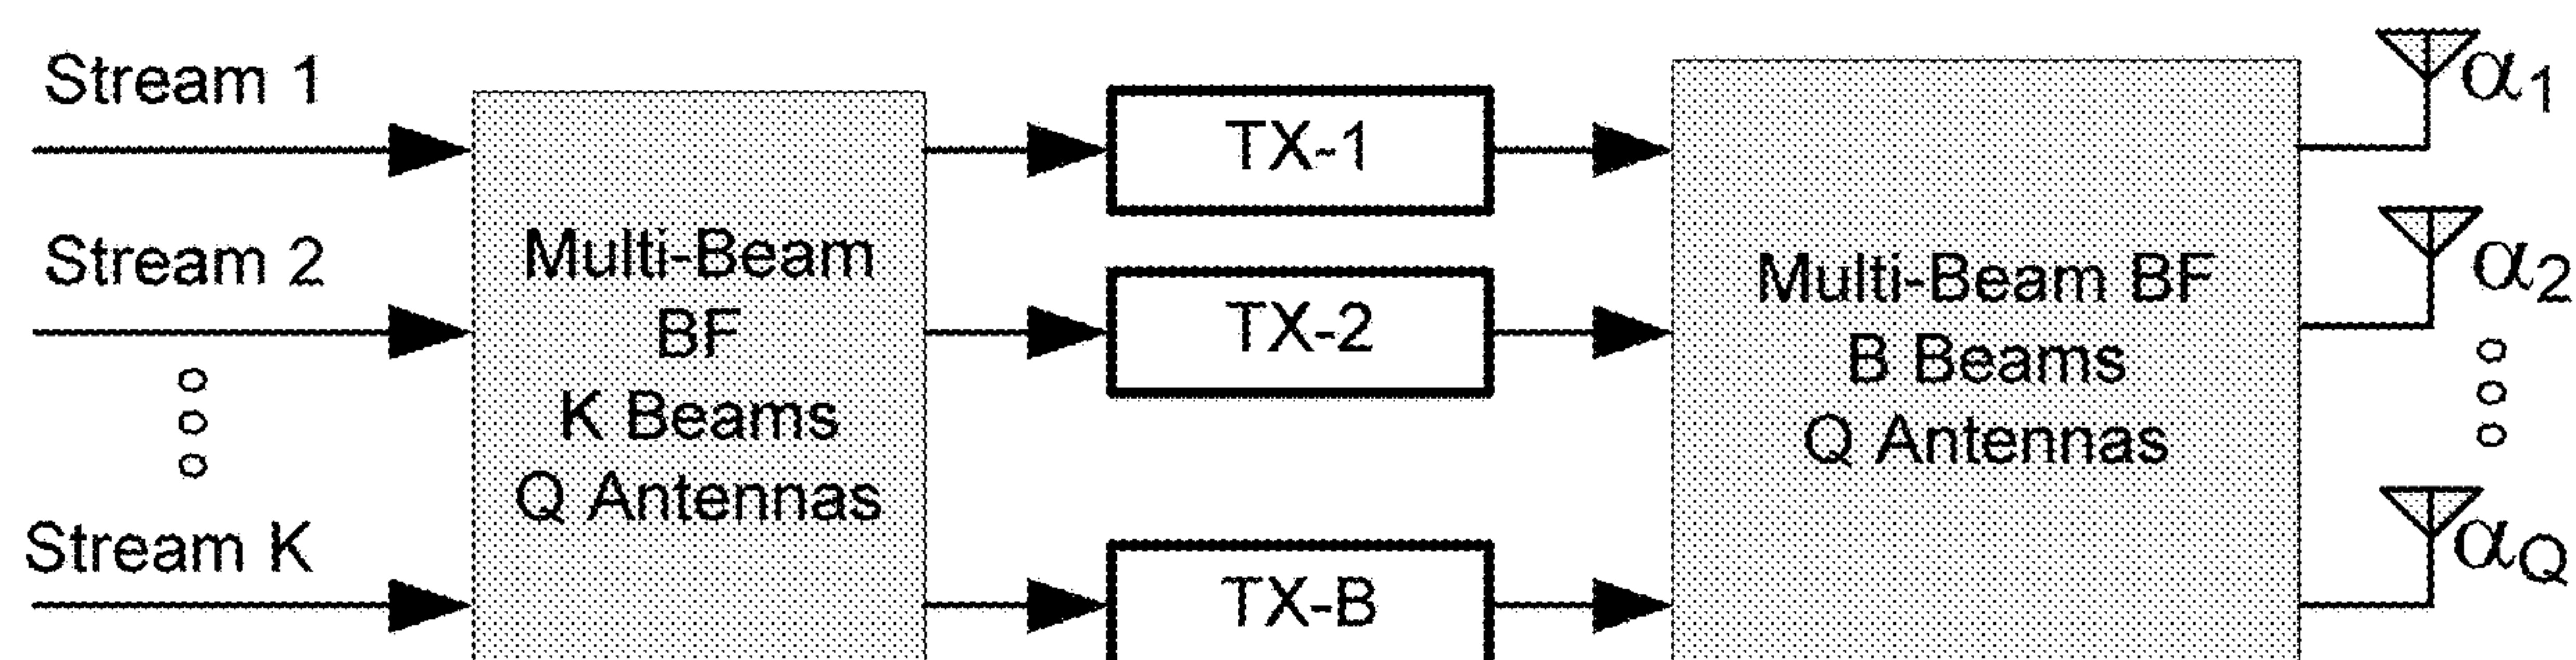 Stream 1
Stream 2
Stream K
Multi-Beam
BF
K Beams
Q Antennas
TX-1
TX-2
TX-B
Multi-Beam BF
B Beams
Q Antennas
α1
α2
αQ